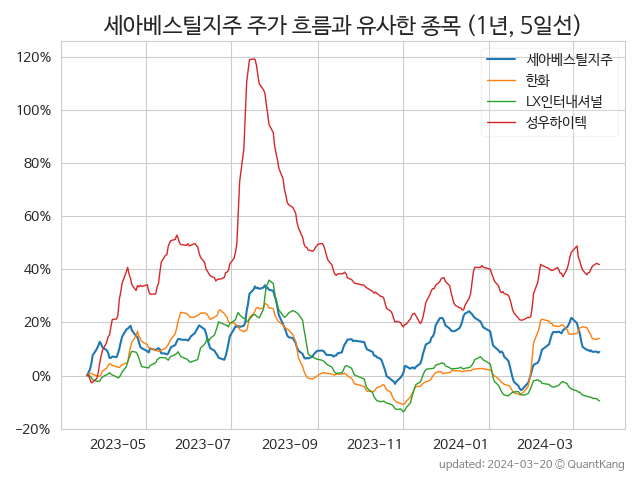 세아베스틸지주 주가 흐름과 유사한 종목 (1년, 5일선)
세아베스틸지주
한화
LX인터내셔널
성우하이텍
120%
100%
80%
60%
40%
20%
0%
−20%
2023-05 2023-07 2023-09 2023-11 2024-01 2024-03
updated: 2024-03-20 © QuantKang